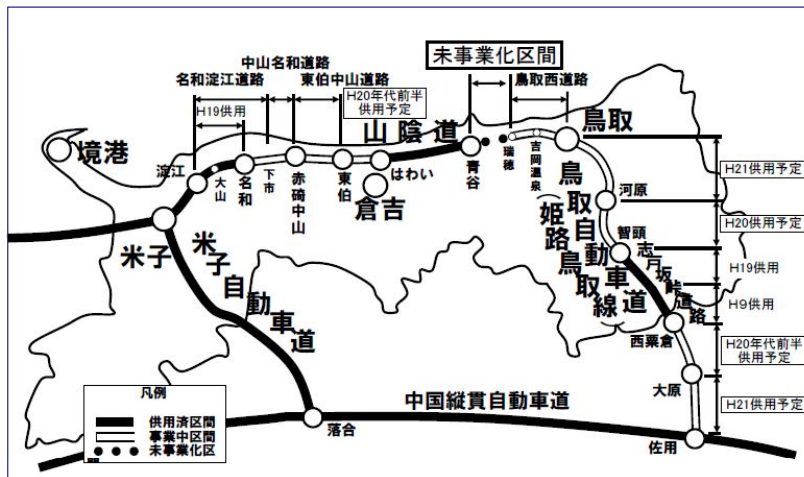 未事業化区間
中山名和道路
名和淀江道路
東伯中山道路
鳥取西道路
H19供用
H20年代前半
供用予定
山陰道
鳥取
境港
淀江
大山
名和
下市
赤碕中山
東伯
はわい
倉吉
青谷
瑞穂
吉岡温泉
H21供用予定
河原
H20供用予定
鳥取自動車道
(姫路鳥取線)
智頭
志戸坂峠道路
H19供用
H9供用
米子
米子自動車道
西粟倉
H20年代前半
供用予定
大原
H21供用予定
中国縦貫自動車道
落合
佐用
凡例
供用済区間
事業中区間
未事業化区